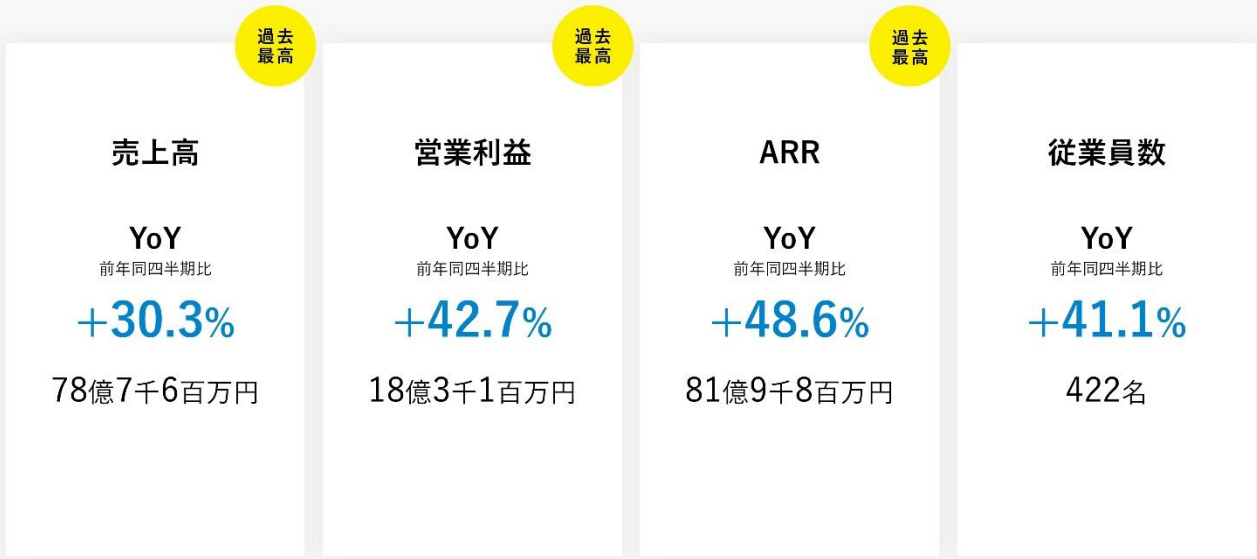 過去
最高
売上高
YoY
前年同四半期比
+30.3%
78億7千6百万円
過去
最高
営業利益
YoY
前年同四半期比
+42.7%
18億3千1百万円
過去
最高
ARR
YoY
前年同四半期比
+48.6%
81億9千8百万円
従業員数
YoY
前年同四半期比
+41.1%
422名